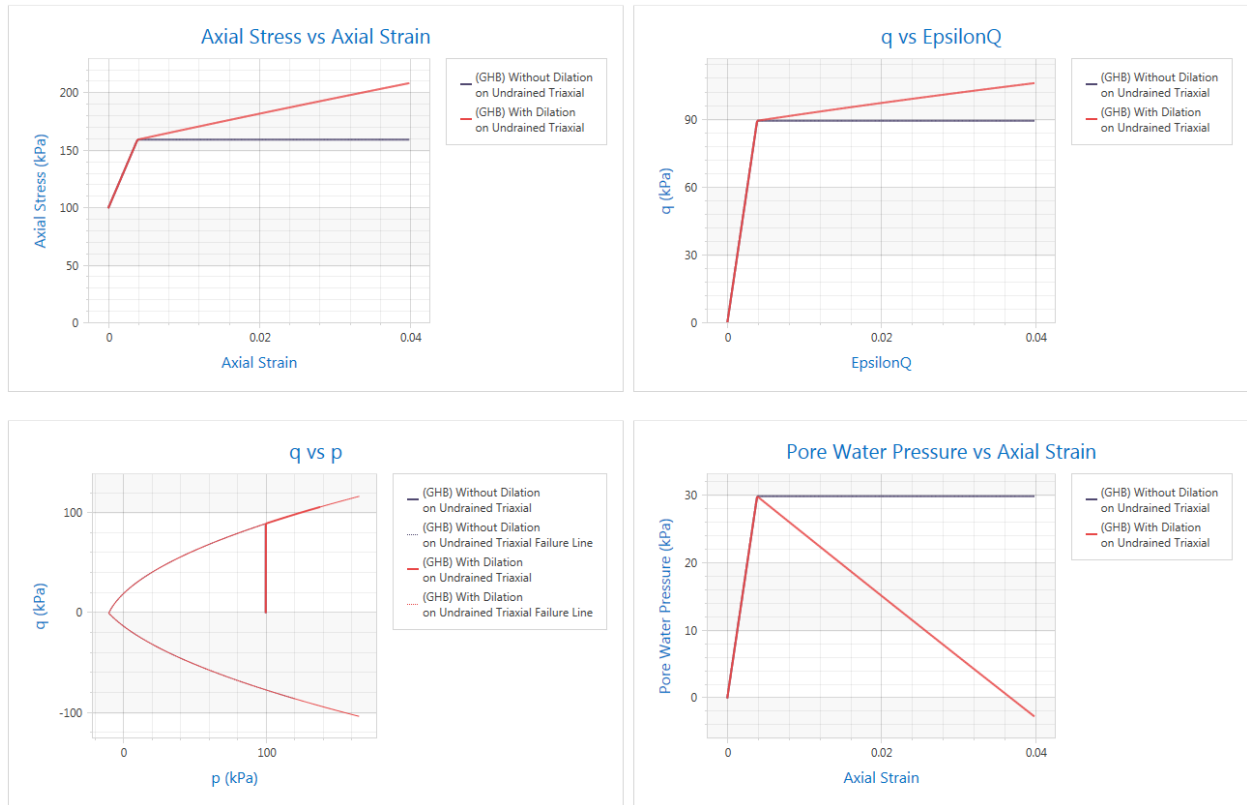 Axial Stress vs Axial Strain
200
150
100
50
0
Axial Stress (kPa)
0
0.02
0.04
Axial Strain
(GHB) Without Dilation
on Undrained Triaxial
(GHB) With Dilation
on Undrained Triaxial
q vs EpsilonQ
90
60
30
0
q (kPa)
0
0.02
0.04
EpsilonQ
(GHB) Without Dilation
on Undrained Triaxial
(GHB) With Dilation
on Undrained Triaxial
q vs p
100
0
-100
q (kPa)
0
100
p (kPa)
(GHB) Without Dilation
on Undrained Triaxial
(GHB) Without Dilation
on Undrained Triaxial Failure Line
(GHB) With Dilation
on Undrained Triaxial
(GHB) With Dilation
on Undrained Triaxial Failure Line
Pore Water Pressure vs Axial Strain
30
20
10
0
Pore Water Pressure (kPa)
0
0.02
0.04
Axial Strain
(GHB) Without Dilation
on Undrained Triaxial
(GHB) With Dilation
on Undrained Triaxial